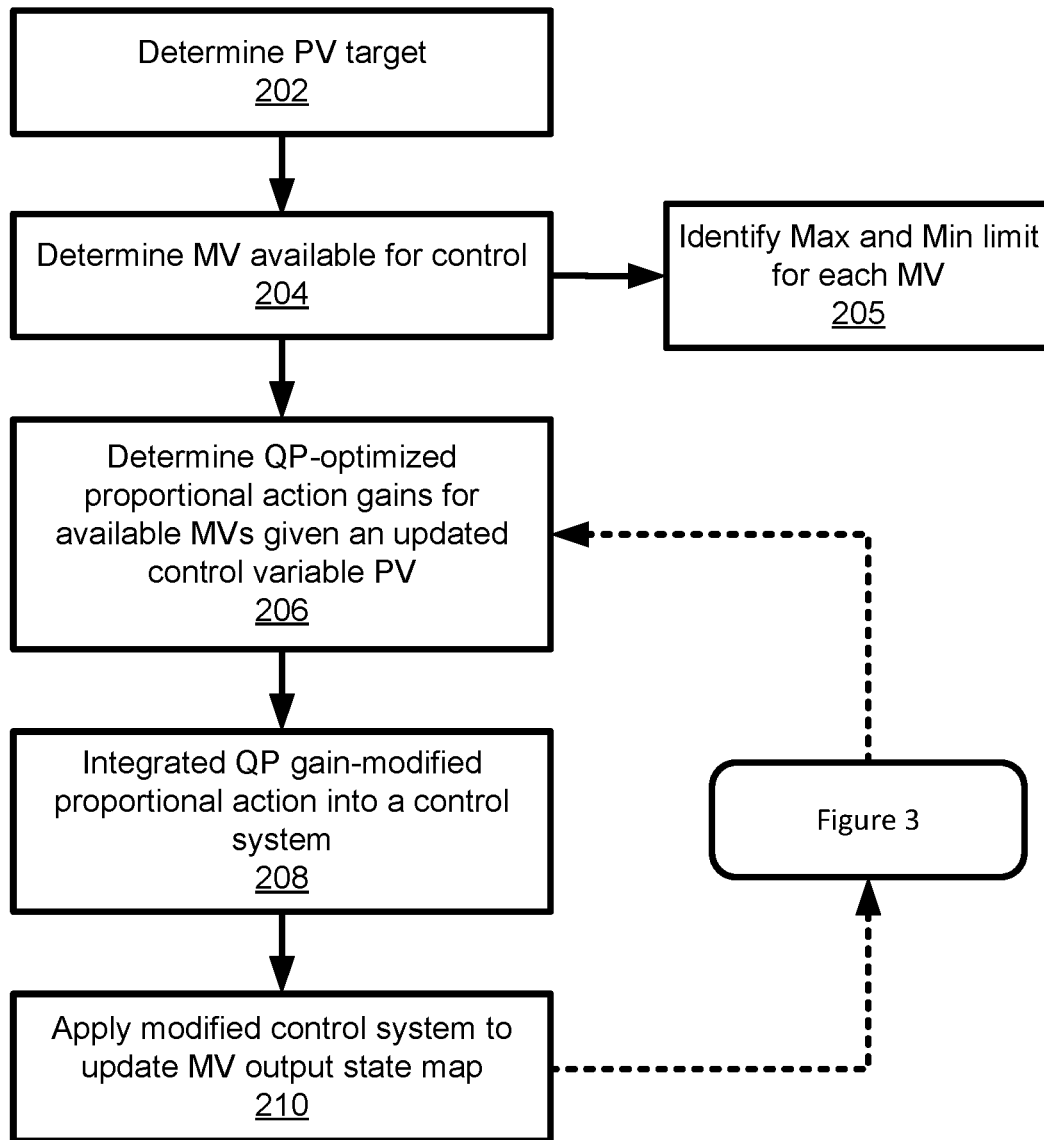 Determine PV target
202
Determine MV available for control
204
Identify Max and Min limit
for each MV
205
Determine QP-optimized
proportional action gains for
available MVs given an updated
control variable PV
206
Integrated QP gain-modified
proportional action into a control
system
208
Figure 3
Apply modified control system to
update MV output state map
210